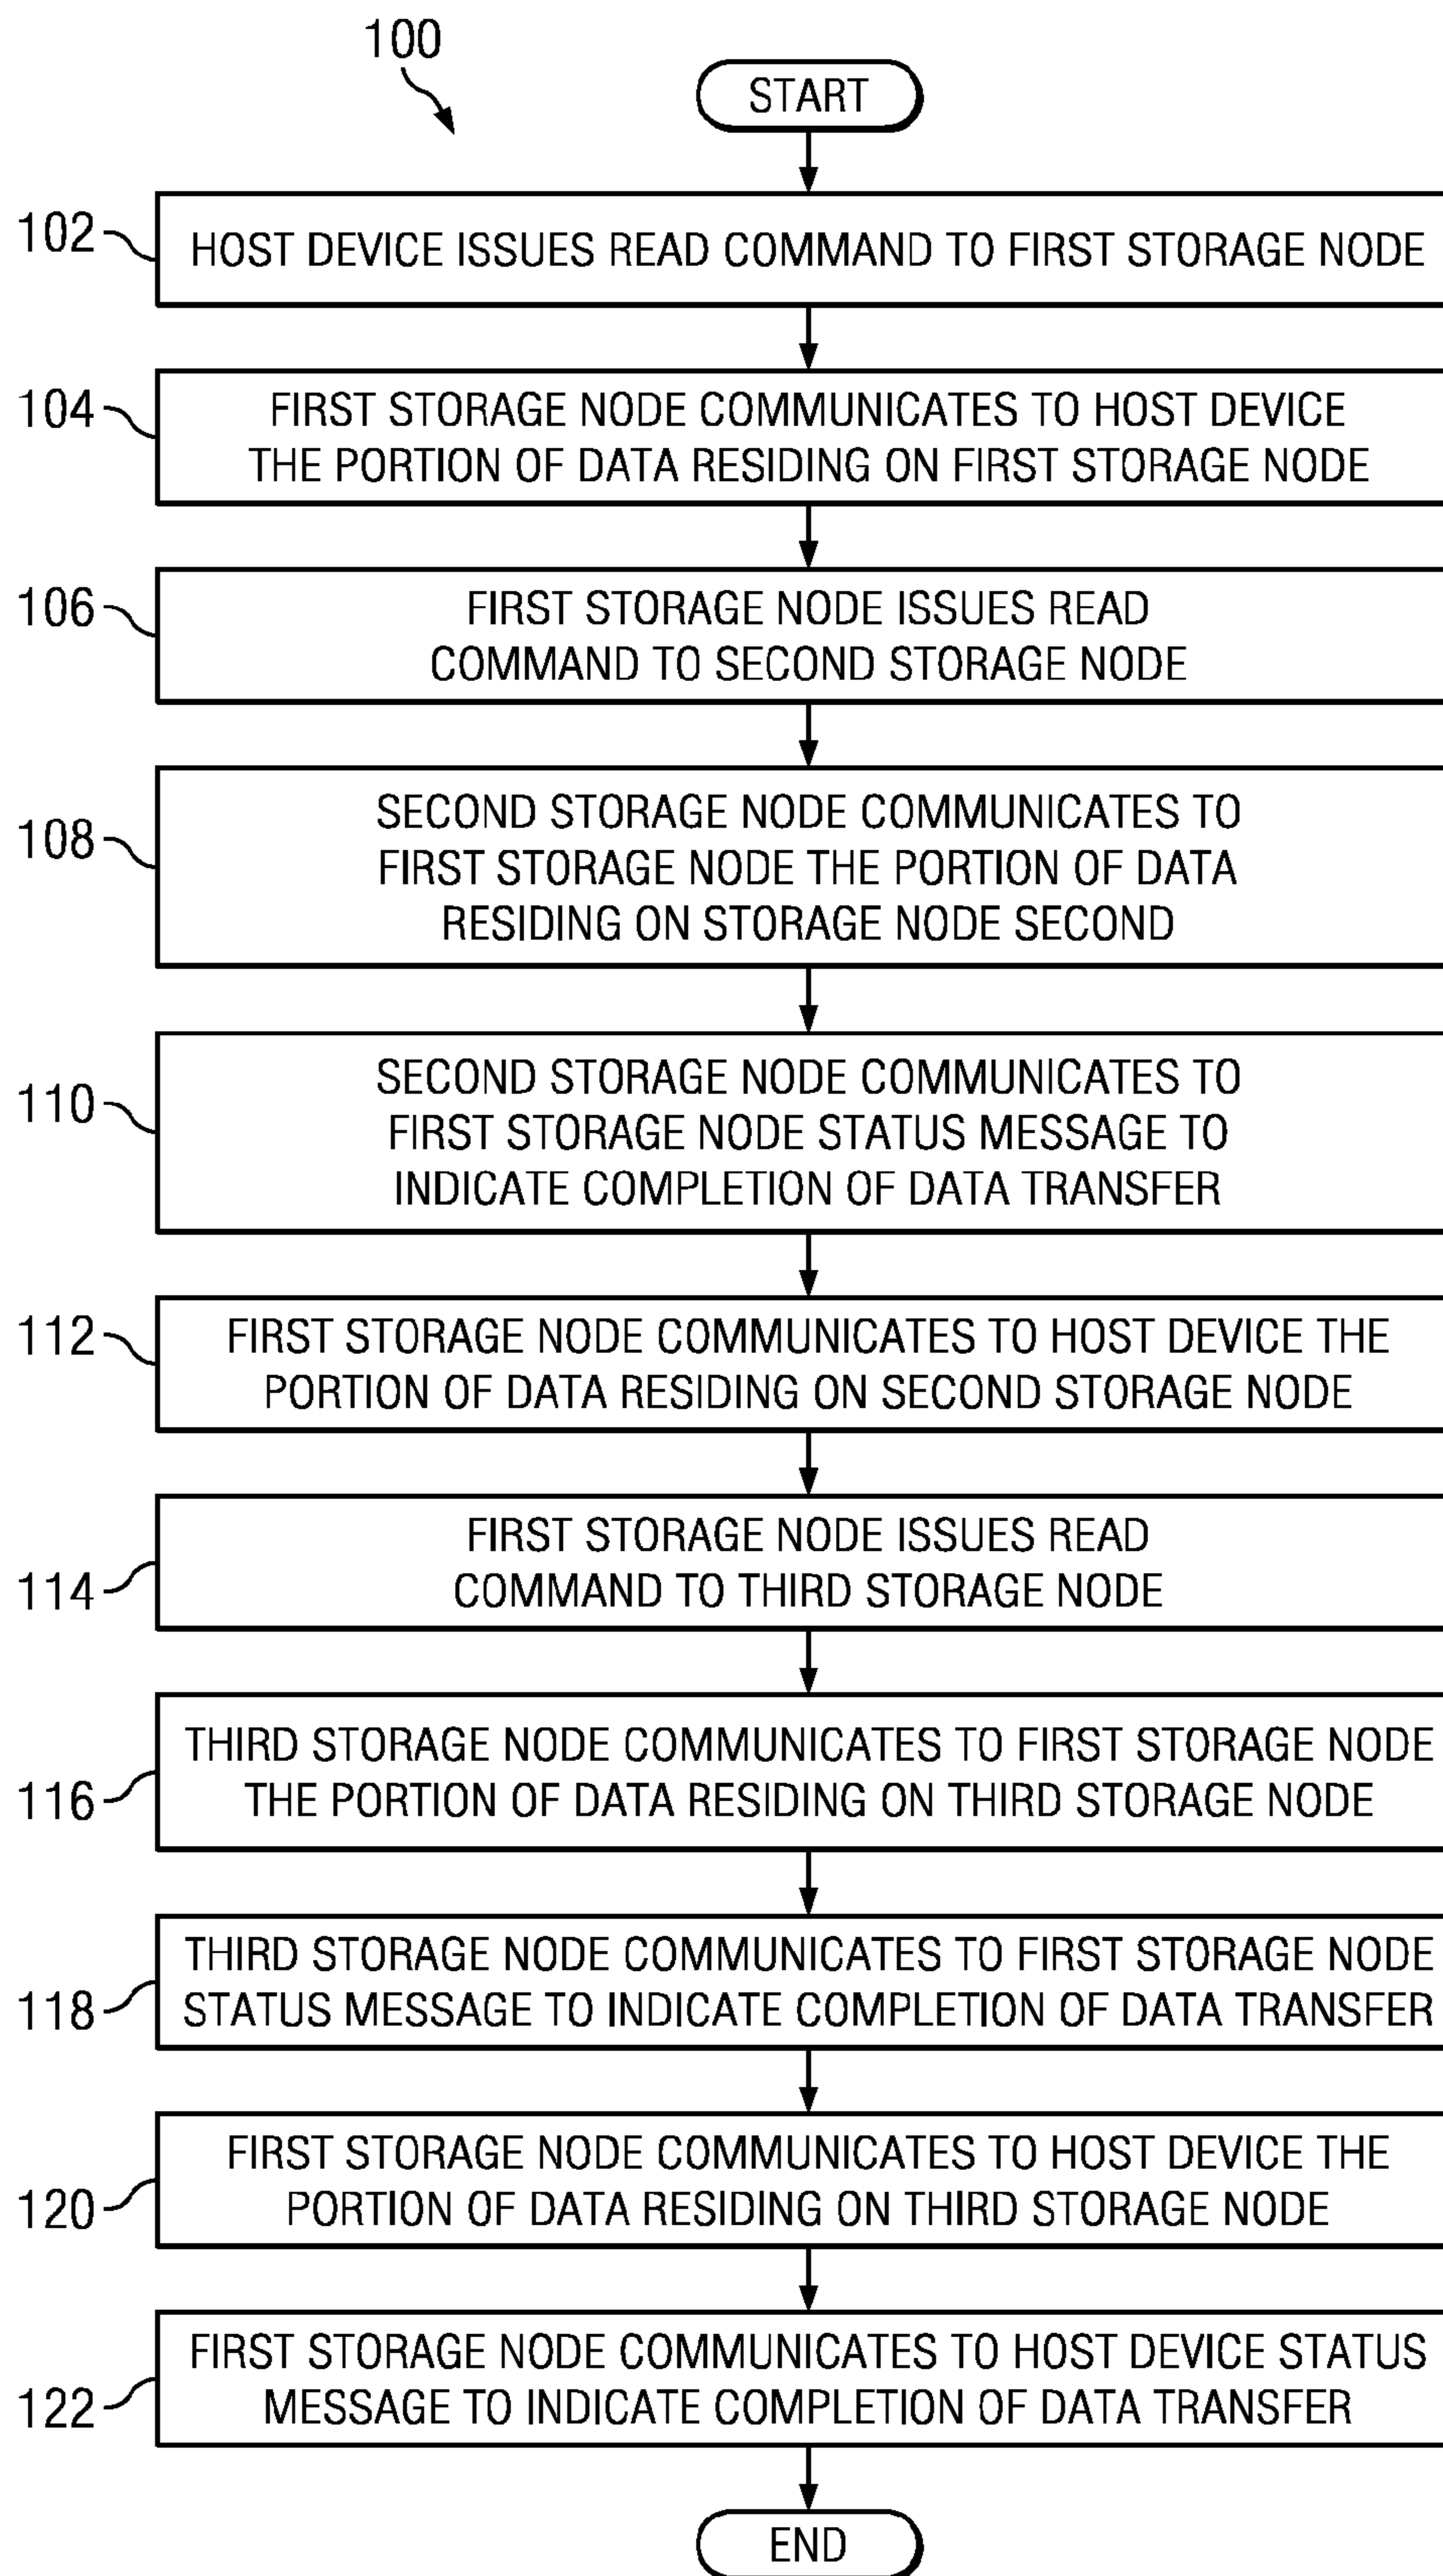 100
START
102
HOST DEVICE ISSUES READ COMMAND TO FIRST STORAGE NODE
104
FIRST STORAGE NODE COMMUNICATES TO HOST DEVICE
THE PORTION OF DATA RESIDING ON FIRST STORAGE NODE
106
FIRST STORAGE NODE ISSUES READ
COMMAND TO SECOND STORAGE NODE
108
SECOND STORAGE NODE COMMUNICATES TO
FIRST STORAGE NODE THE PORTION OF DATA
RESIDING ON STORAGE NODE SECOND
110
SECOND STORAGE NODE COMMUNICATES TO
FIRST STORAGE NODE STATUS MESSAGE TO
INDICATE COMPLETION OF DATA TRANSFER
112
FIRST STORAGE NODE COMMUNICATES TO HOST DEVICE THE
PORTION OF DATA RESIDING ON SECOND STORAGE NODE
114
FIRST STORAGE NODE ISSUES READ
COMMAND TO THIRD STORAGE NODE
116
THIRD STORAGE NODE COMMUNICATES TO FIRST STORAGE NODE
THE PORTION OF DATA RESIDING ON THIRD STORAGE NODE
118
THIRD STORAGE NODE COMMUNICATES TO FIRST STORAGE NODE
STATUS MESSAGE TO INDICATE COMPLETION OF DATA TRANSFER
120
FIRST STORAGE NODE COMMUNICATES TO HOST DEVICE THE
PORTION OF DATA RESIDING ON THIRD STORAGE NODE
122
FIRST STORAGE NODE COMMUNICATES TO HOST DEVICE STATUS
MESSAGE TO INDICATE COMPLETION OF DATA TRANSFER
END